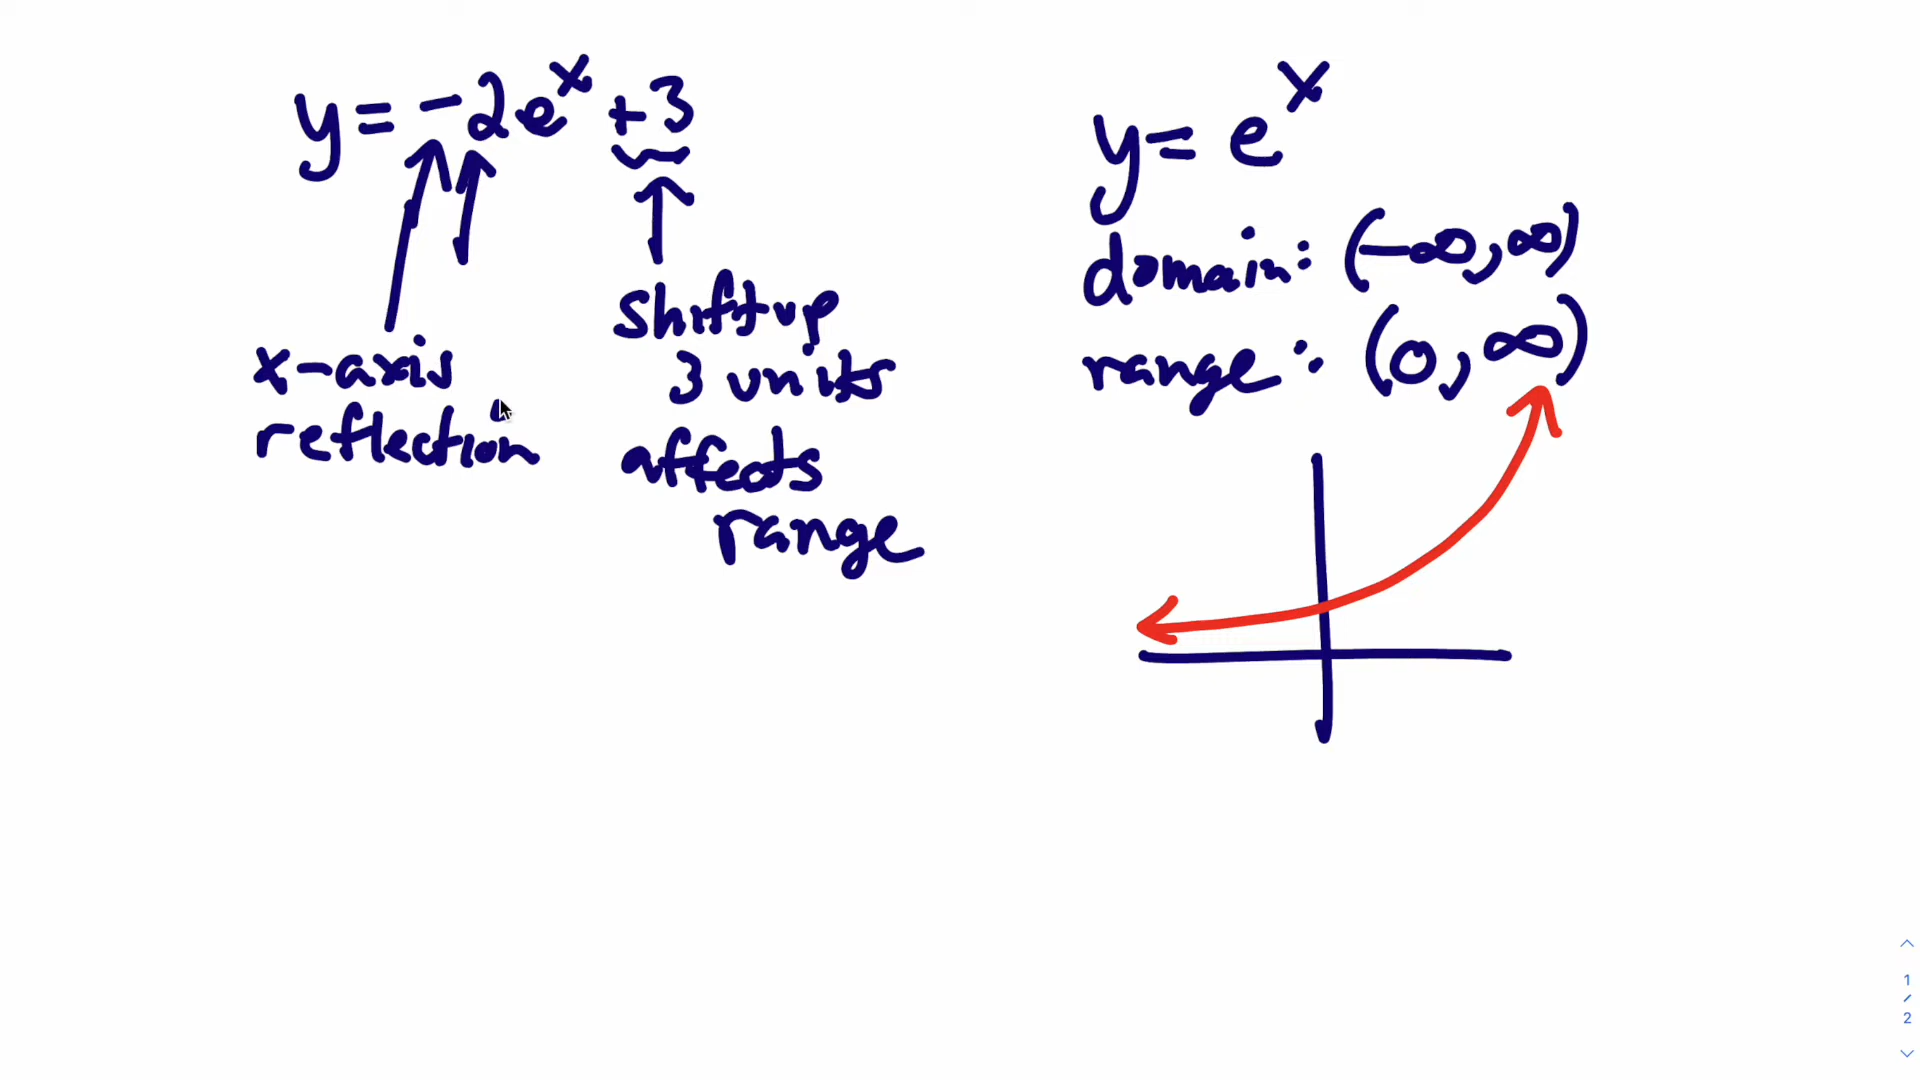 y = -2e^x + 3
x-axis
reflection
shift up
3 units
affects
range
y = e^x
domain: (-∞, ∞)
range: (0, ∞)
1
/
2